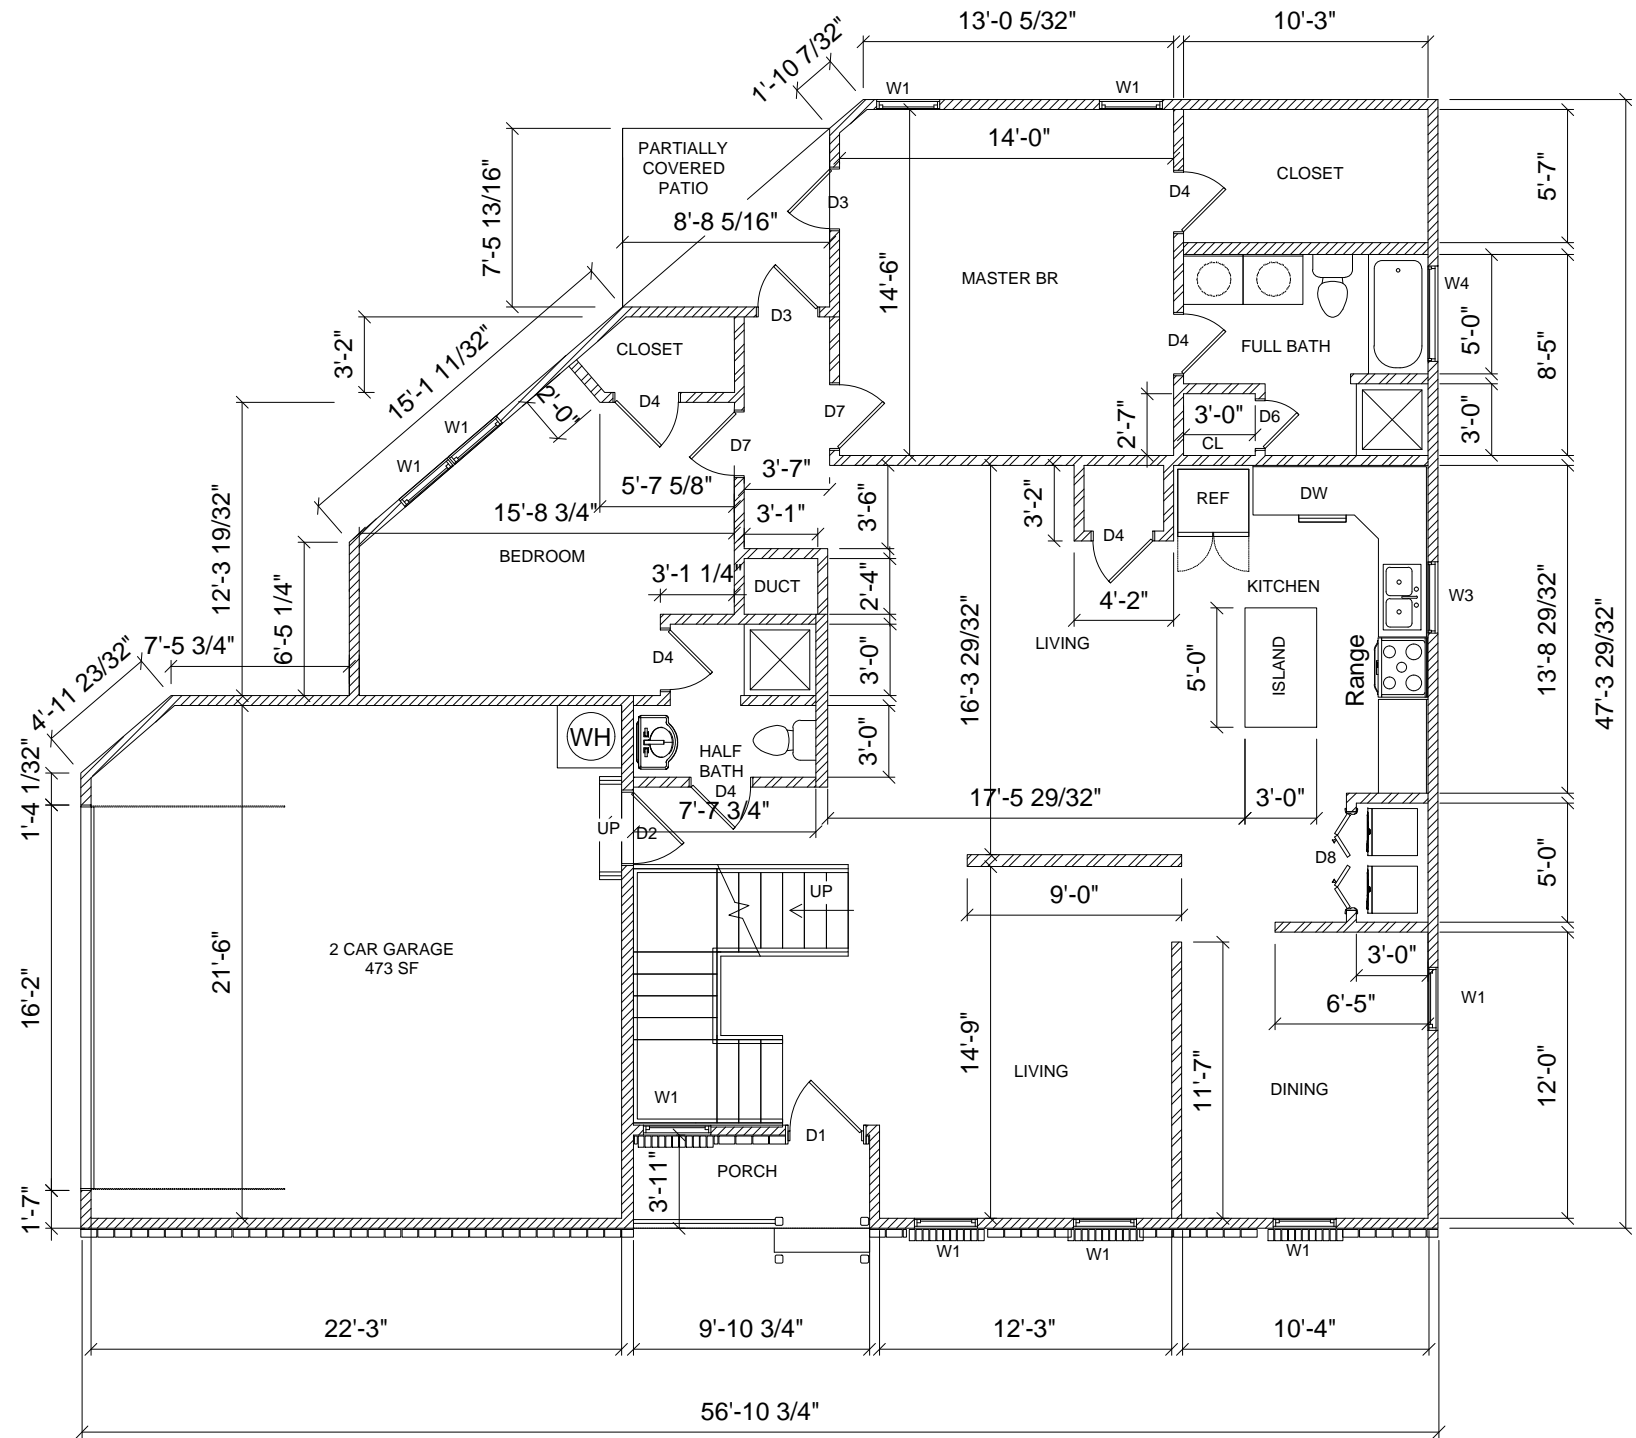 13'-0 5/32"
10'-3"
1'-10 7/32"
W1
W1
PARTIALLY
COVERED
PATIO
14'-0"
CLOSET
5'-7"
D4
D3
7'-5 13/16"
8'-8 5/16"
14'-6"
MASTER BR
W4
D3
D4
FULL BATH
5'-0"
8'-5"
3'-2"
15'-1 11/32"
CLOSET
2'-0"
D4
D7
D7
2'-7"
3'-0"
D6
CL
3'-0"
W1
W1
12'-3 19/32"
5'-7 5/8"
3'-7"
15'-8 3/4"
3'-1"
3'-6"
3'-2"
REF
DW
D4
BEDROOM
3'-1 1/4"
DUCT
2'-4"
4'-2"
KITCHEN
W3
13'-8 29/32"
47'-3 29/32"
6'-5 1/4"
7'-5 3/4"
4'-11 23/32"
D4
3'-0"
16'-3 29/32"
LIVING
5'-0"
ISLAND
Range
WH
HALF
BATH
3'-0"
D4
7'-7 3/4"
17'-5 29/32"
3'-0"
1'-4 1/32"
UP
D2
D8
5'-0"
UP
9'-0"
2 CAR GARAGE
473 SF
21'-6"
16'-2"
3'-0"
6'-5"
W1
14'-9"
11'-7"
LIVING
DINING
12'-0"
W1
D1
PORCH
3'-11"
1'-7"
W1
W1
W1
22'-3"
9'-10 3/4"
12'-3"
10'-4"
56'-10 3/4"